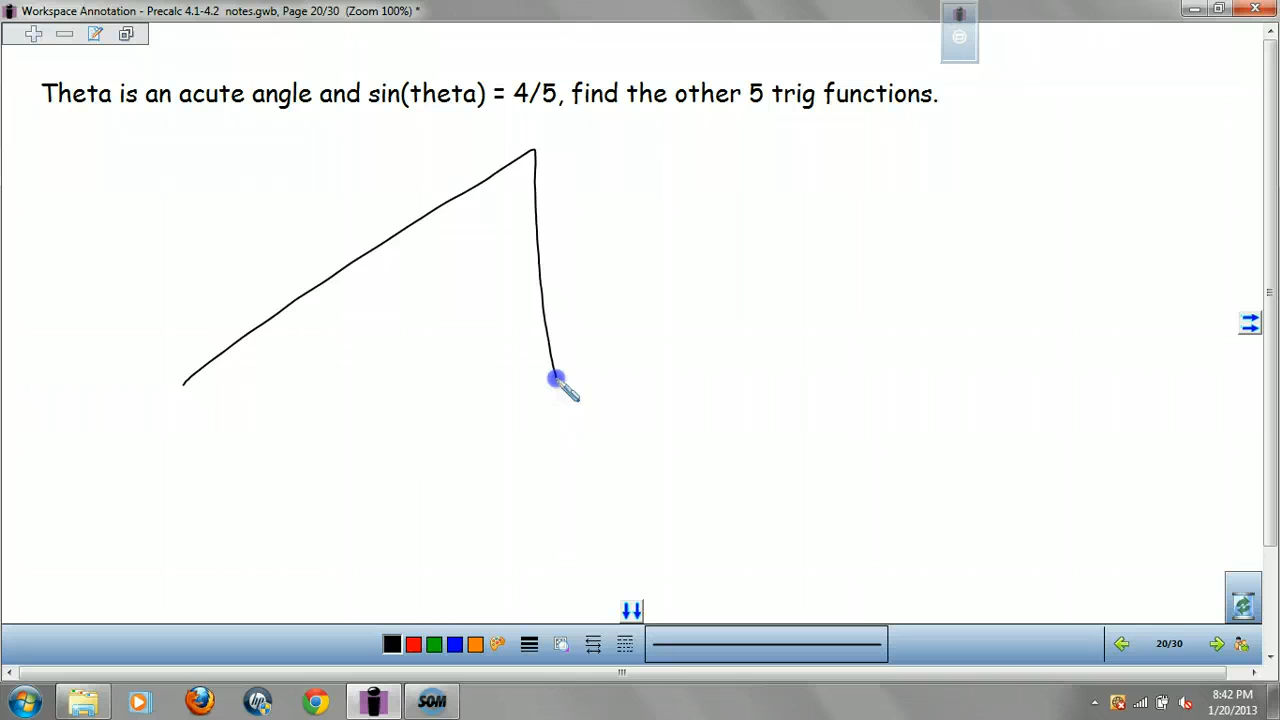 Workspace Annotation - Precalc 4.1-4.2 notes.gwb, Page 20/30 (Zoom 100%) *
Theta is an acute angle and sin(theta) = 4/5, find the other 5 trig functions.
20/30
hp
SOM
8:42 PM
1/20/2013